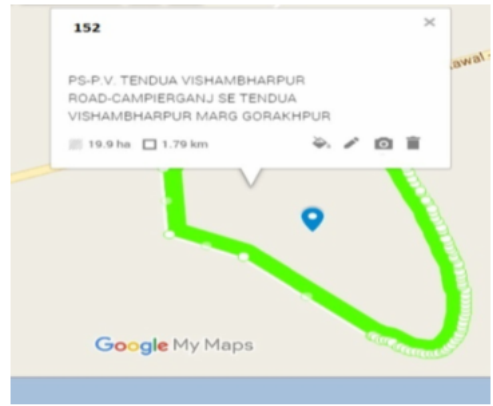 152
PS-P.V. TENDUA VISHAMBHARPUR
ROAD-CAMPIERGANJ SE TENDUA
VISHAMBHARPUR MARG GORAKHPUR
19.9 ha 1.79 km
Google My Maps